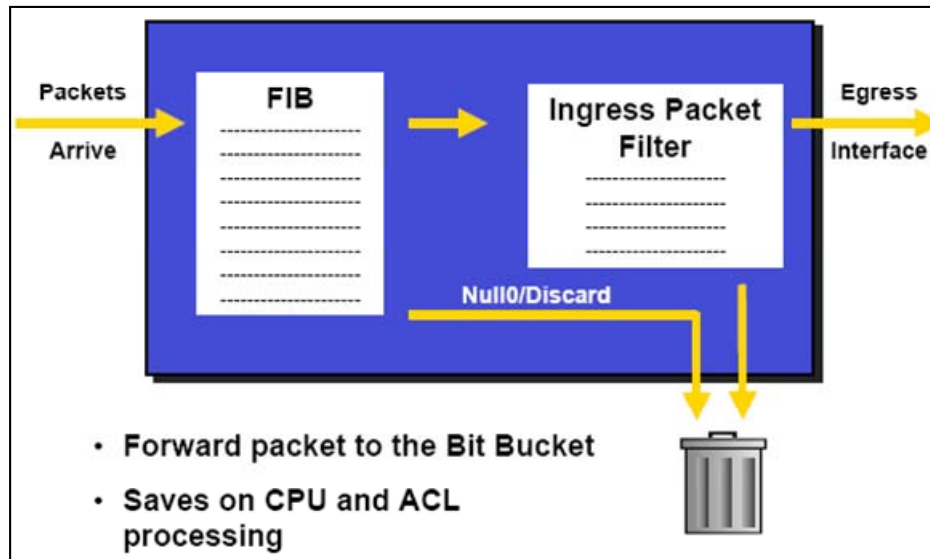 Packets
Arrive
FIB
Ingress Packet
Filter
Egress
Interface
Null0/Discard
• Forward packet to the Bit Bucket
• Saves on CPU and ACL
processing